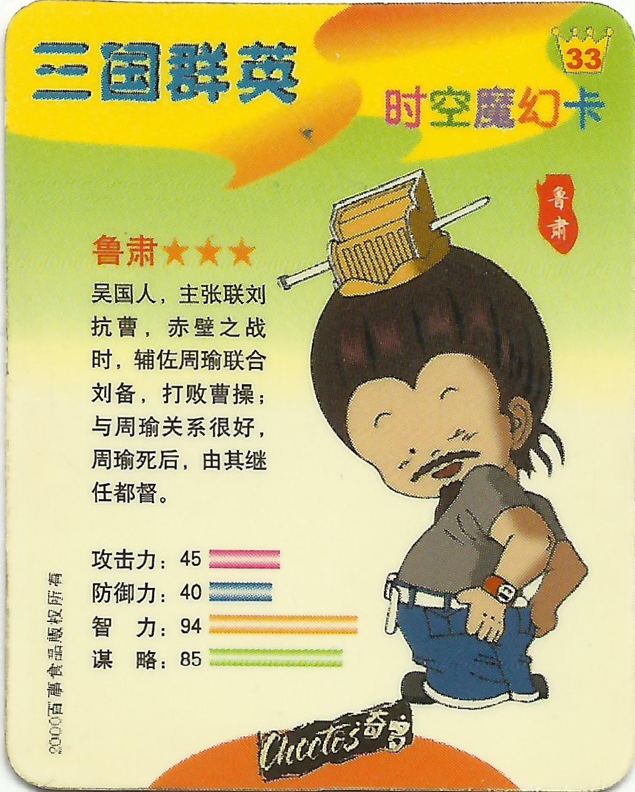 三国群英
33
时空魔幻卡
鲁肃
鲁肃★★★
吴国人，主张联刘
抗曹，赤壁之战
时，辅佐周瑜联合
刘备，打败曹操；
与周瑜关系很好，
周瑜死后，由其继
任都督。
攻击力：45
防御力：40
智 力：94
谋 略：85
2000百事食品版权所有
Cheetos奇多